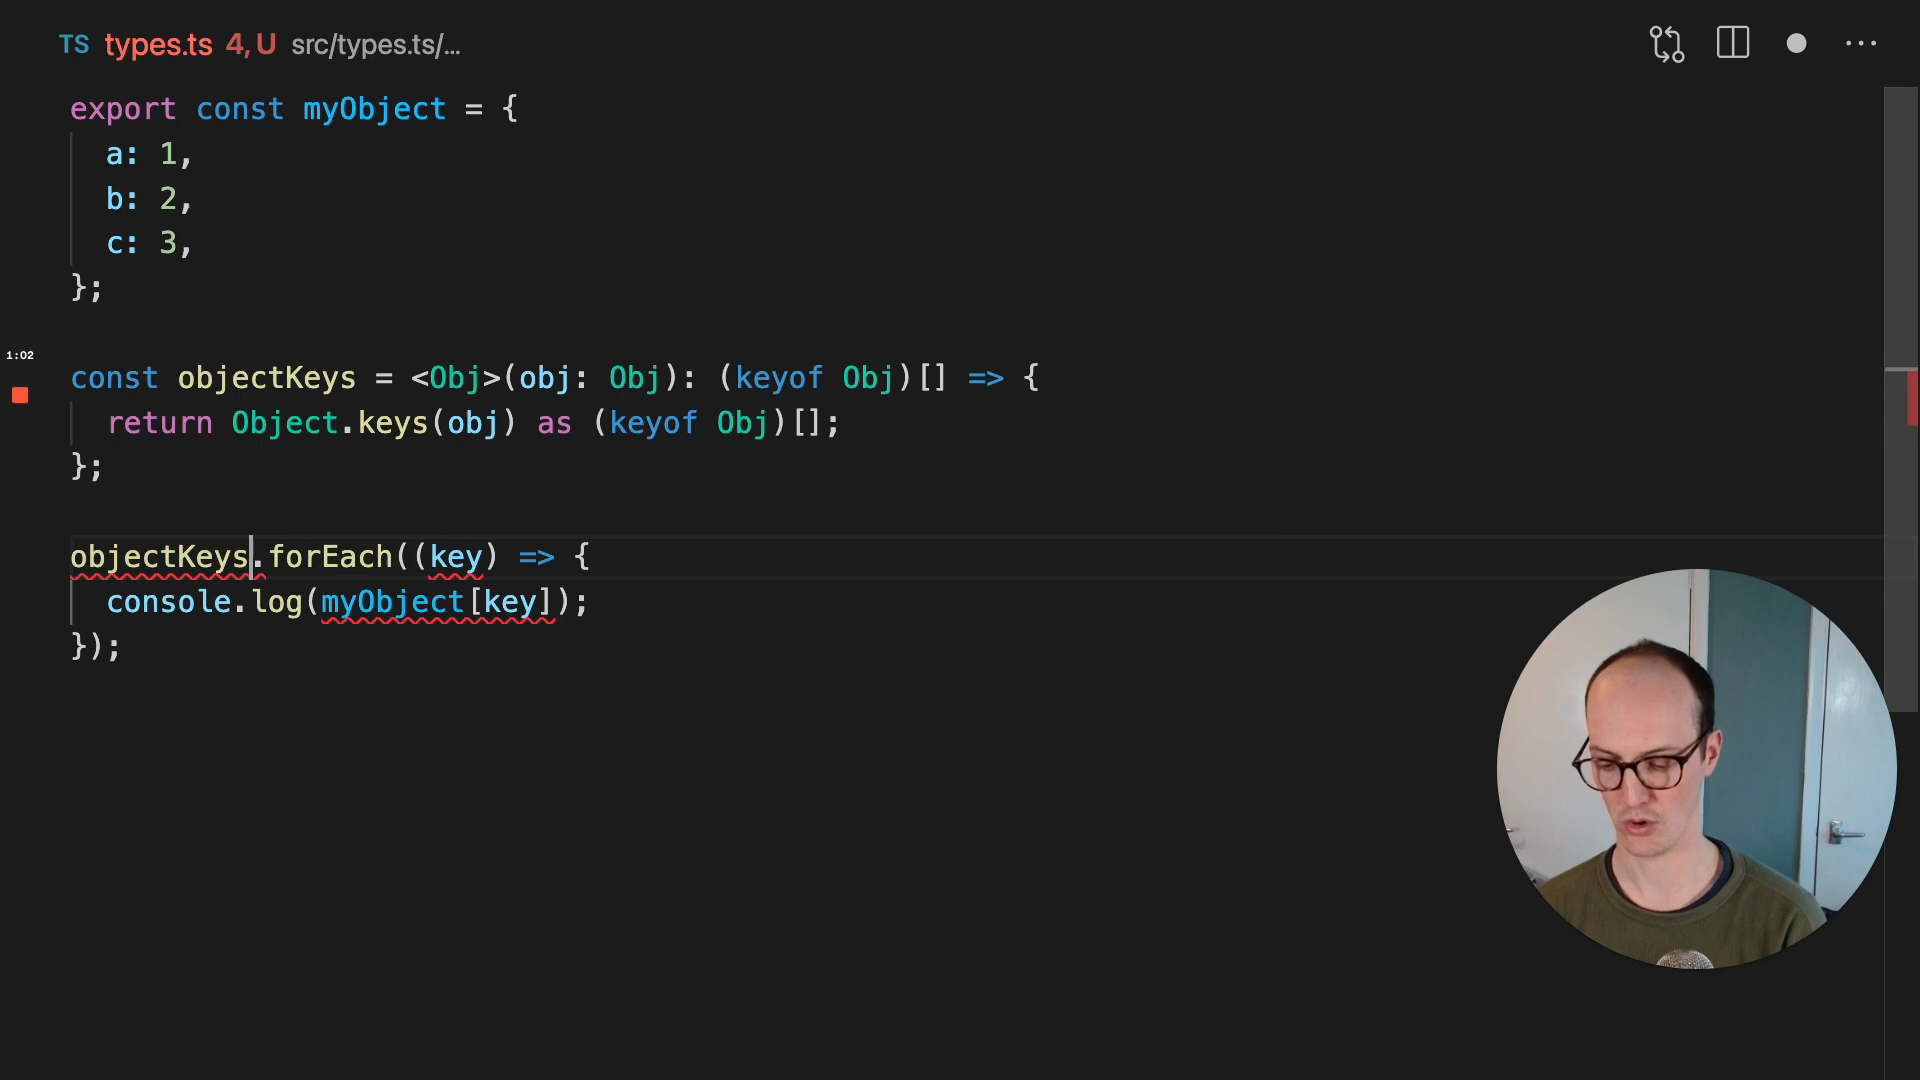 TS types.ts 4, U src/types.ts/...
export const myObject = {
  a: 1,
  b: 2,
  c: 3,
};
1:02
const objectKeys = <Obj>(obj: Obj): (keyof Obj)[] => {
  return Object.keys(obj) as (keyof Obj)[];
};
objectKeys.forEach((key) => {
  console.log(myObject[key]);
});